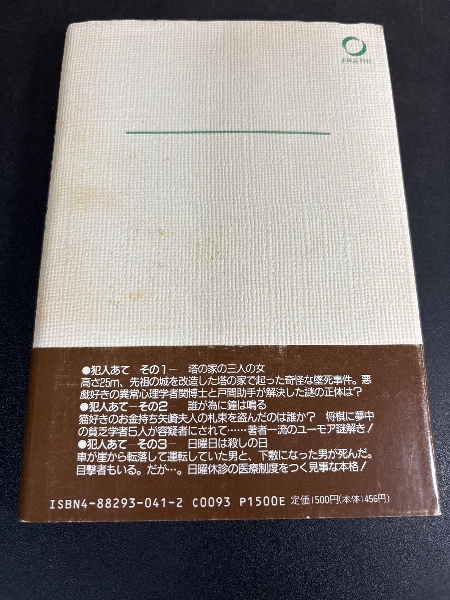 出版芸術社
●犯人あて その1― 塔の家の三人の女
高さ25m、先祖の城を改造した塔の家で起った奇怪な墜死事件。悪
戯好きの異常心理学者関博士と戸間助手が解決した謎の正体は?
●犯人あて―その2 誰が為に鐘は鳴る
猫好きのお金持ち矢崎夫人の札束を盗んだのは誰か? 将棋に夢中
の貧乏学者5人が容疑者にされて……著者一流のユーモア謎解き!
●犯人あて―その3― 日曜日は殺しの日
車が崖から転落して運転していた男と、下敷になった男が死んだ。
目撃者もいる。だが…。日曜休診の医療制度をつく見事な本格!
ISBN4-88293-041-2 C0093 P1500E 定価1500円(本体1456円)